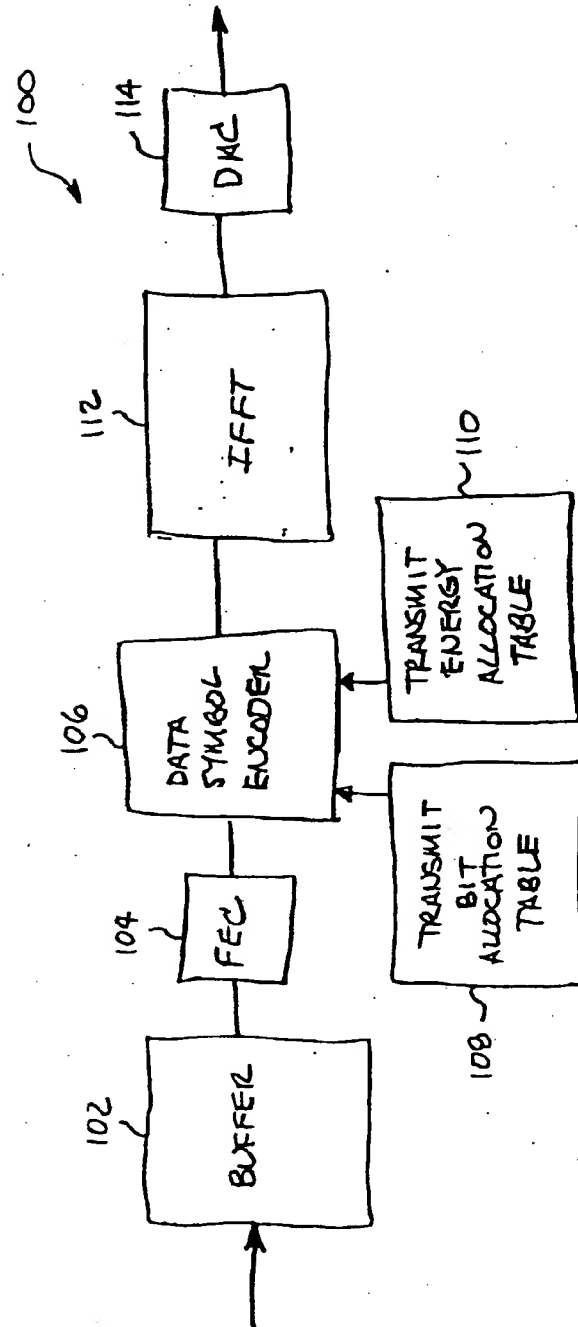 100
102
BUFFER
104
FEC
106
DATA
SYMBOL
ENCODER
112
IFFT
114
DAC
108
TRANSMIT
BIT
ALLOCATION
TABLE
110
TRANSMIT
ENERGY
ALLOCATION
TABLE